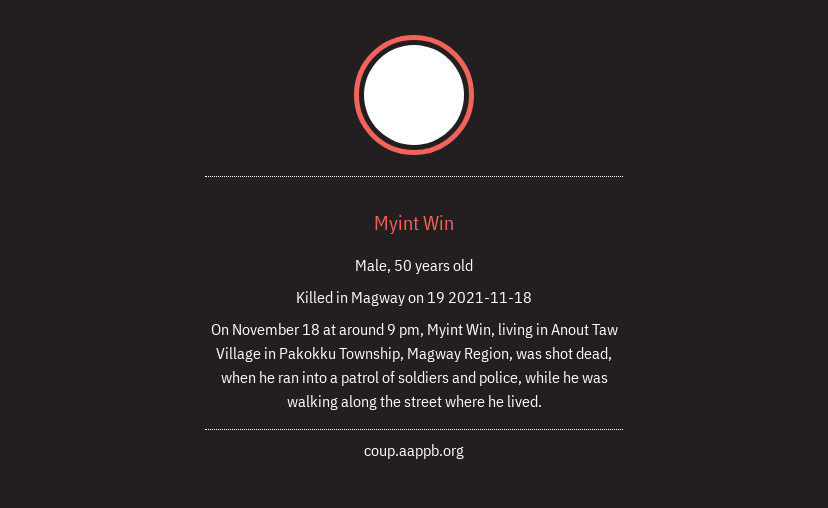 Myint Win
Male, 50 years old
Killed in Magway on 19 2021-11-18
On November 18 at around 9 pm, Myint Win, living in Anout Taw
Village in Pakokku Township, Magway Region, was shot dead,
when he ran into a patrol of soldiers and police, while he was
walking along the street where he lived.
coup.aappb.org